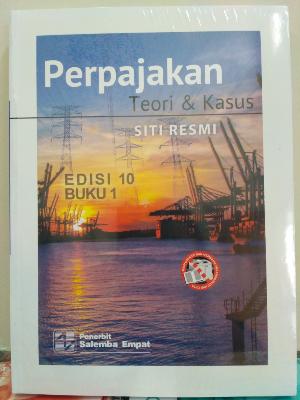 Perpajakan
Teori & Kasus
SITI RESMI
EDISI 10
BUKU 1
Penerbit
Salemba Empat